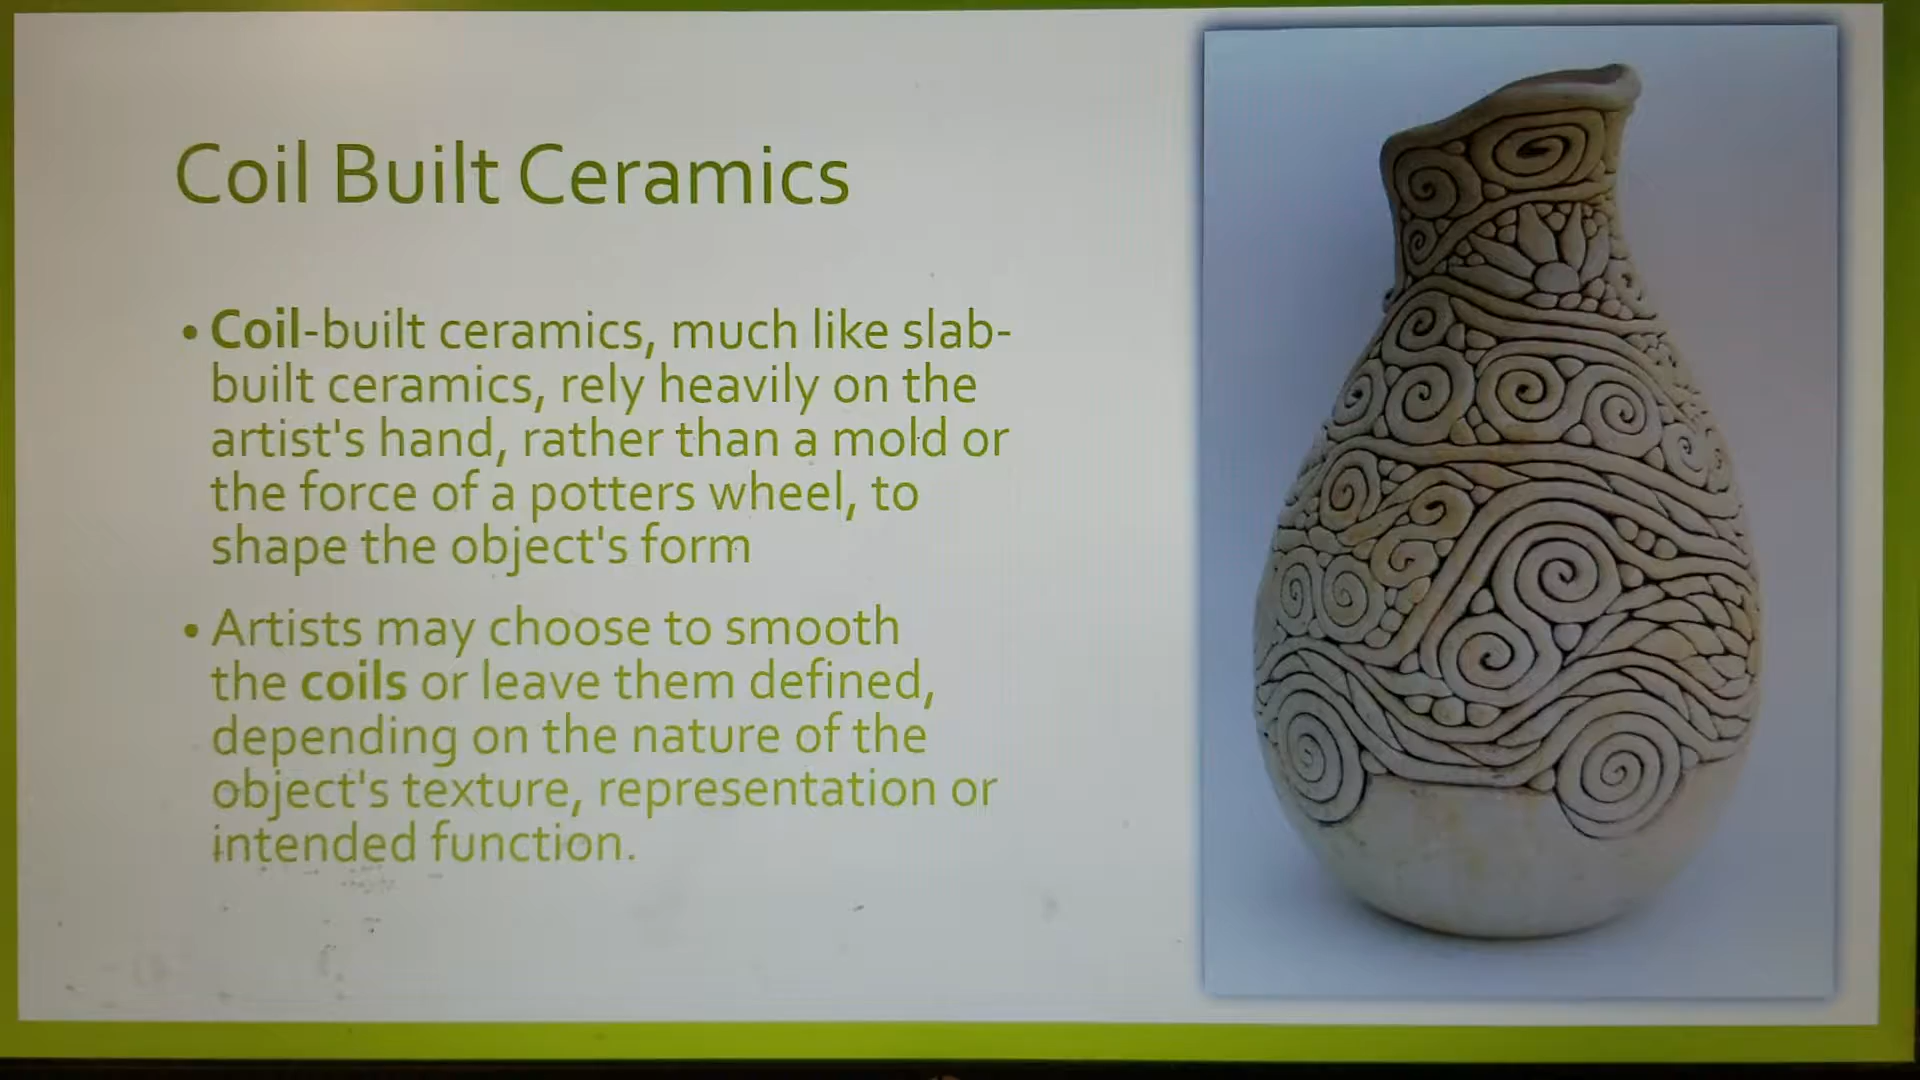 Coil Built Ceramics
• Coil-built ceramics, much like slab-
built ceramics, rely heavily on the
artist's hand, rather than a mold or
the force of a potters wheel, to
shape the object's form
• Artists may choose to smooth
the coils or leave them defined,
depending on the nature of the
object's texture, representation or
intended function.